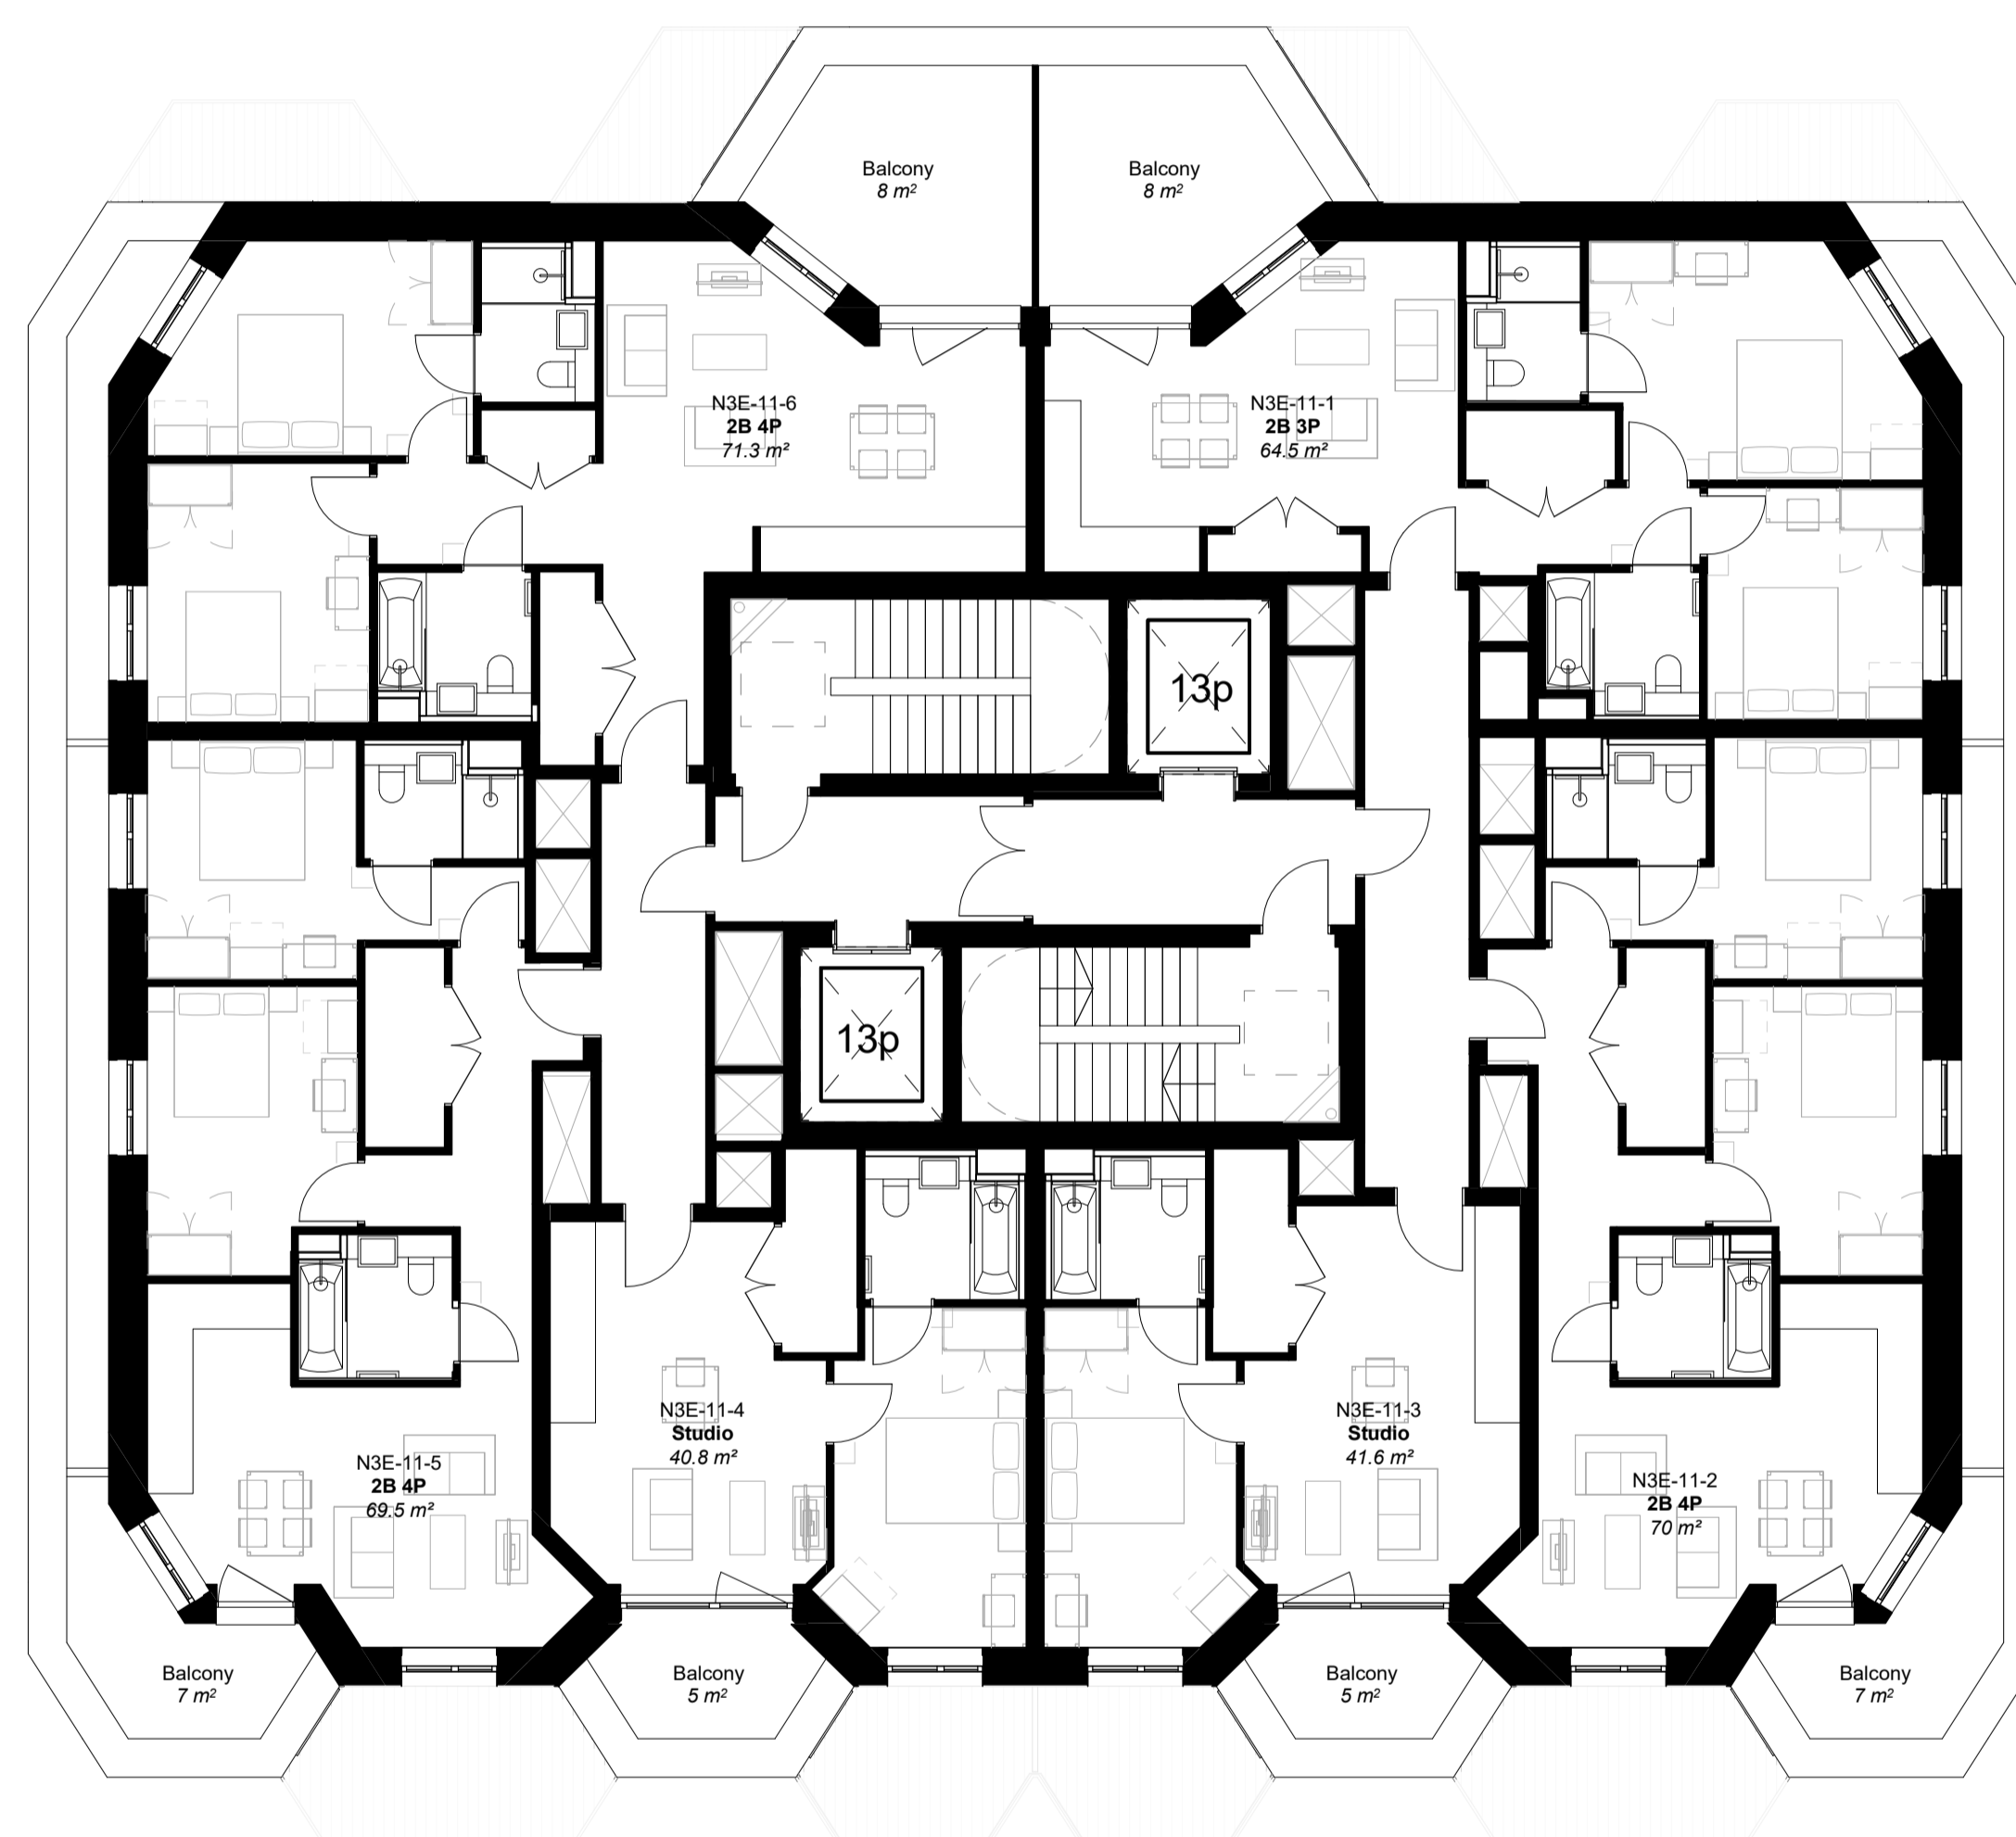 Balcony
8 m²
Balcony
8 m²
N3E-11-6
2B 4P
71.3 m²
N3E-11-1
2B 3P
64.5 m²
13p
13p
N3E-11-4
Studio
40.8 m²
N3E-11-3
Studio
41.6 m²
N3E-11-5
2B 4P
69.5 m²
N3E-11-2
2B 4P
70 m²
Balcony
7 m²
Balcony
5 m²
Balcony
5 m²
Balcony
7 m²